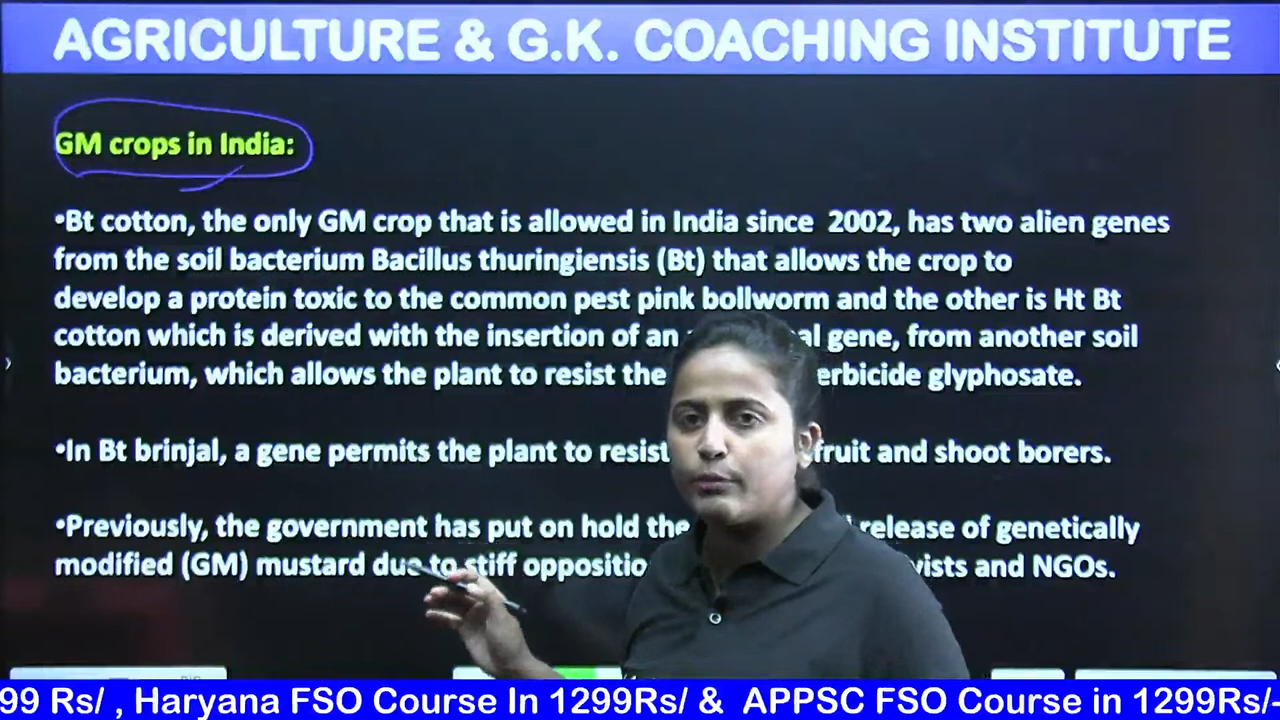 AGRICULTURE & G.K. COACHING INSTITUTE
GM crops in India:
•Bt cotton, the only GM crop that is allowed in India since 2002, has two alien genes
from the soil bacterium Bacillus thuringiensis (Bt) that allows the crop to
develop a protein toxic to the common pest pink bollworm and the other is Ht Bt
cotton which is derived with the insertion of an gene, from another soil
bacterium, which allows the plant to resist the glyphosate.
•In Bt brinjal, a gene permits the plant to resist fruit and shoot borers.
•Previously, the government has put on hold the release of genetically
modified (GM) mustard due to stiff and NGOs.
99 Rs/ , Haryana FSO Course In 1299Rs/ & APPSC FSO Course in 1299Rs/-